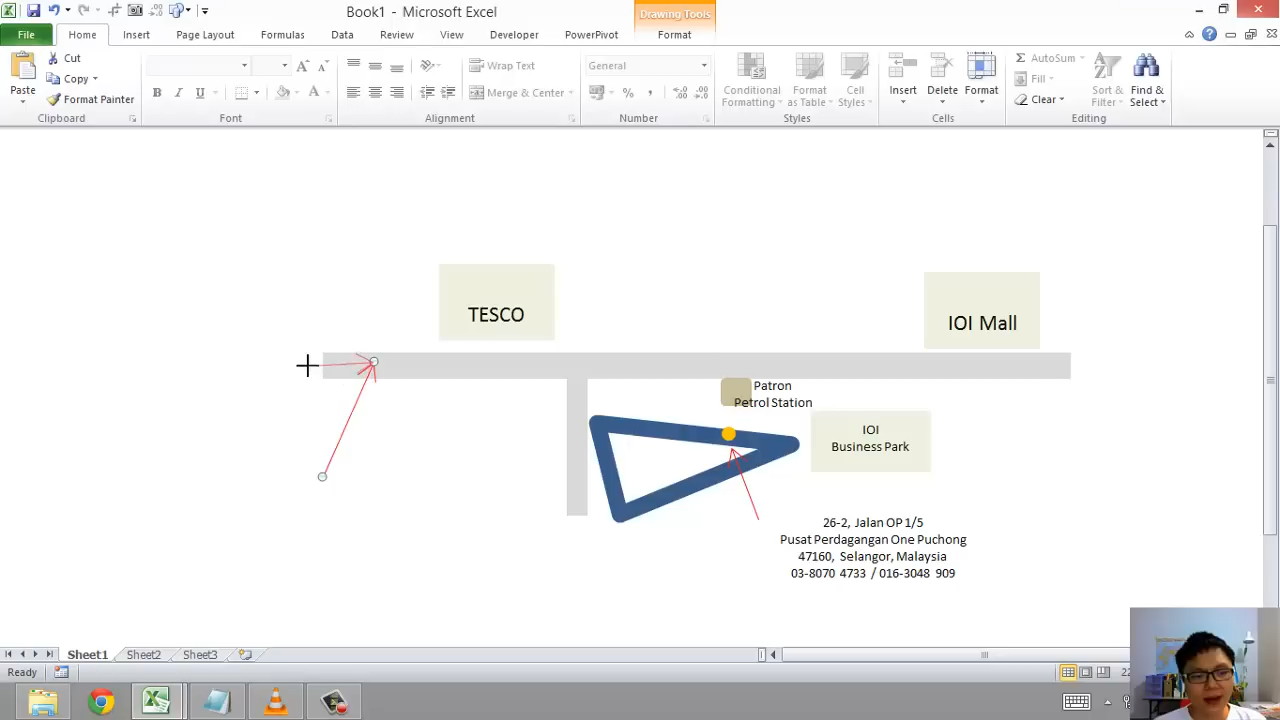 Book1 - Microsoft Excel
Drawing Tools
File
Home
Insert
Page Layout
Formulas
Data
Review
View
Developer
PowerPivot
Format
Paste
Cut
Copy
Format Painter
Clipboard
B I U
A
Font
Wrap Text
Merge & Center
Alignment
General
%
Number
Conditional Formatting
Format as Table
Cell Styles
Styles
Insert
Delete
Format
Cells
AutoSum
Fill
Clear
Sort & Filter
Find & Select
Editing
TESCO
IOI Mall
Patron
Petrol Station
IOI
Business Park
26-2, Jalan OP 1/5
Pusat Perdagangan One Puchong
47160, Selangor, Malaysia
03-8070 4733 / 016-3048 909
Sheet1
Sheet2
Sheet3
Ready